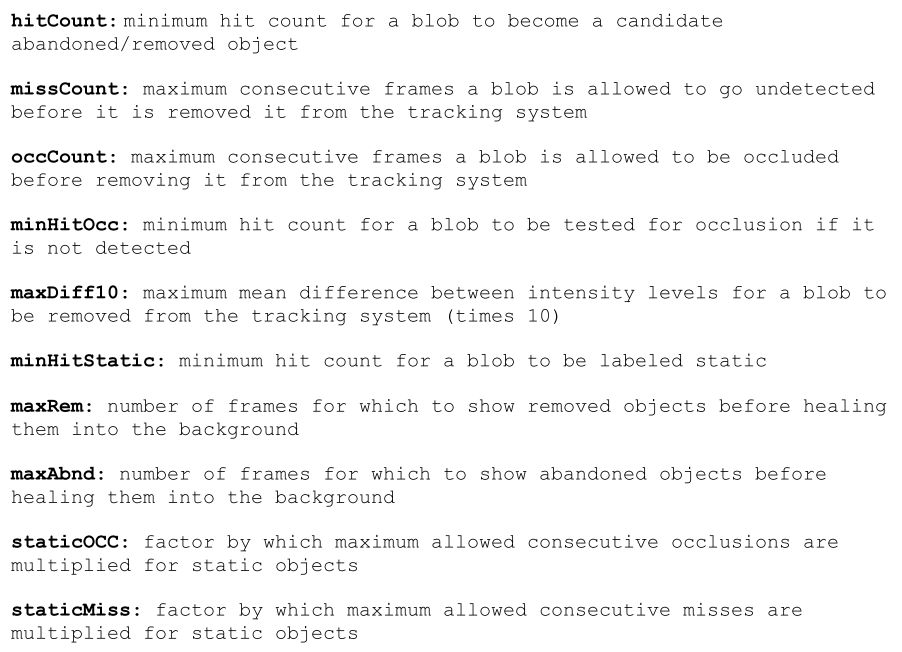 hitCount: minimum hit count for a blob to become a candidate
abandoned/removed object
missCount: maximum consecutive frames a blob is allowed to go undetected
before it is removed it from the tracking system
occCount: maximum consecutive frames a blob is allowed to be occluded
before removing it from the tracking system
minHitOcc: minimum hit count for a blob to be tested for occlusion if it
is not detected
maxDiff10: maximum mean difference between intensity levels for a blob to
be removed from the tracking system (times 10)
minHitStatic: minimum hit count for a blob to be labeled static
maxRem: number of frames for which to show removed objects before healing
them into the background
maxAbnd: number of frames for which to show abandoned objects before
healing them into the background
staticOCC: factor by which maximum allowed consecutive occlusions are
multiplied for static objects
staticMiss: factor by which maximum allowed consecutive misses are
multiplied for static objects